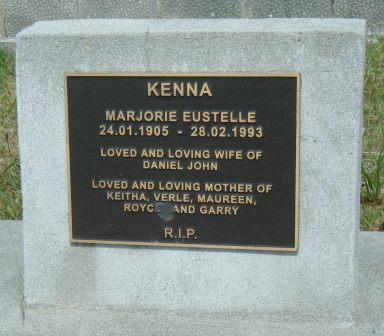 KENNA
MARJORIE EUSTELLE
24.01.1905 - 28.02.1993
LOVED AND LOVING WIFE OF
DANIEL JOHN
LOVED AND LOVING MOTHER OF
KEITHA, VERLE, MAUREEN,
ROYCE AND GARRY
R.I.P.